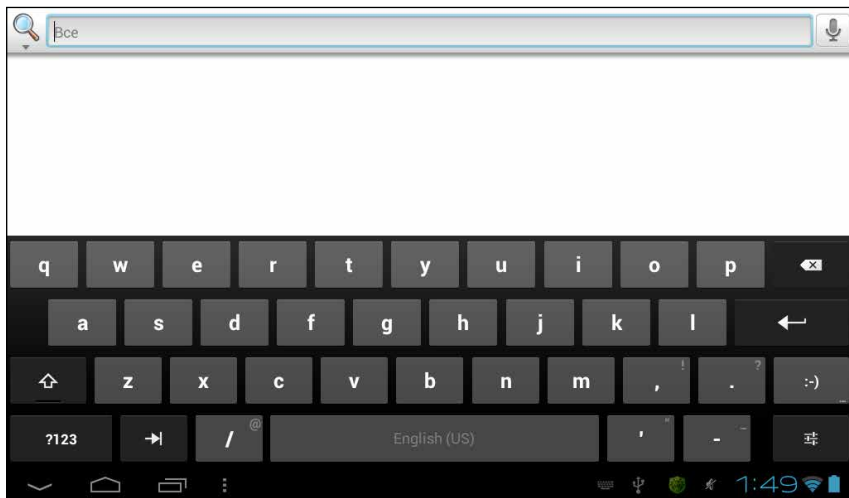 Все
q w e r t y u i o p
a s d f g h j k l
z x c v b n m , ! . ? :-) …
?123 / @ English (US) ' " - _
1:49